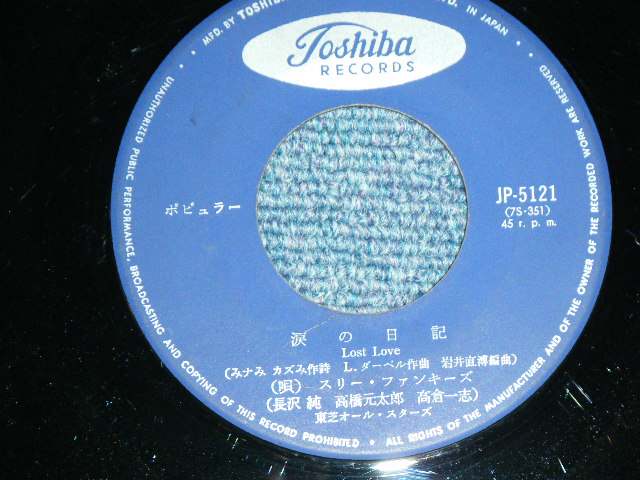 MFD. BY TOSHIBA
IN JAPAN
Toshiba
RECORDS
ポピュラー
JP-5121
(7S-351)
45 r. p. m.
涙の日記
Lost Love
(みナみ カズみ作詩 L. ダーベル作曲 岩井直溥編曲)
(唄) スリー・ファンキーズ
(長沢 純 高橋元太郎 高倉一志)
東芝オール・スターズ
UNAUTHORIZED PUBLIC PERFORMANCE, BROADCASTING AND COPYING OF THIS RECORD PROHIBITED • ALL RIGHTS OF THE MANUFACTURER AND OF THE OWNER OF THE RECORDED WORK ARE RESERVED